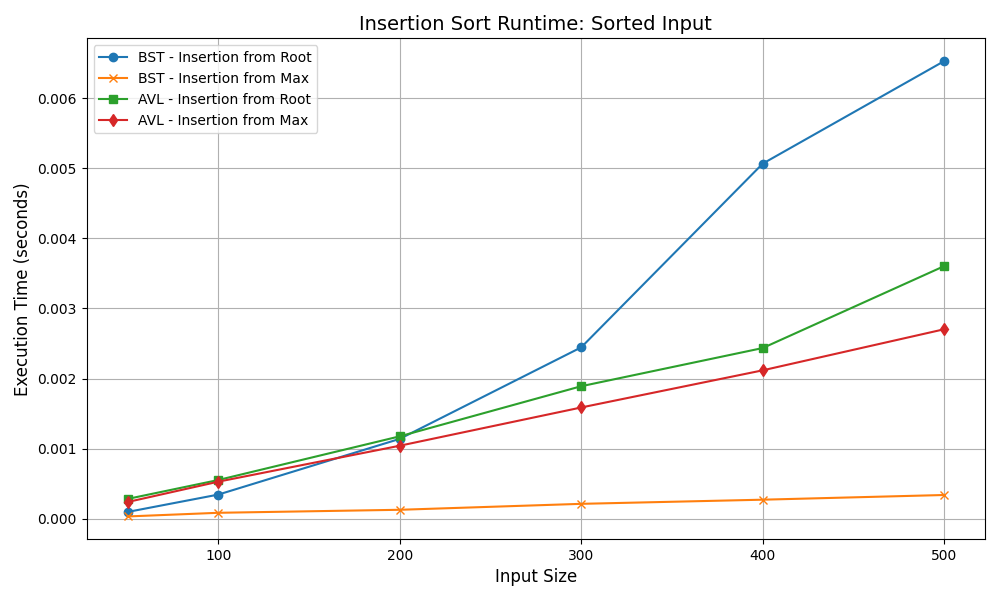 Insertion Sort Runtime: Sorted Input
BST - Insertion from Root
BST - Insertion from Max
AVL - Insertion from Root
AVL - Insertion from Max
Execution Time (seconds)
0.006
0.005
0.004
0.003
0.002
0.001
0.000
100
200
300
400
500
Input Size